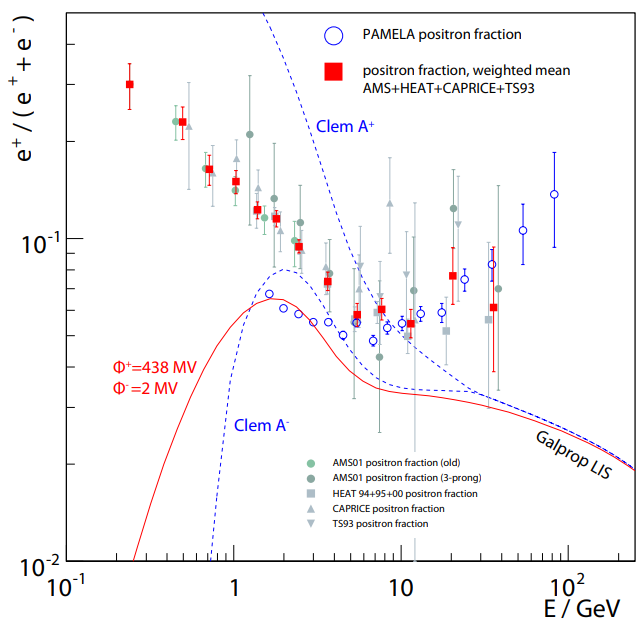 e⁺ / ( e⁺ + e⁻ )
PAMELA positron fraction
positron fraction, weighted mean
AMS+HEAT+CAPRICE+TS93
Clem A⁺
10⁻¹
Φ⁺=438 MV
Φ⁻=2 MV
Clem A⁻
Galprop LIS
AMS01 positron fraction (old)
AMS01 positron fraction (3-prong)
HEAT 94+95+00 positron fraction
CAPRICE positron fraction
TS93 positron fraction
10⁻²
10⁻¹ 1 10 10²
E / GeV